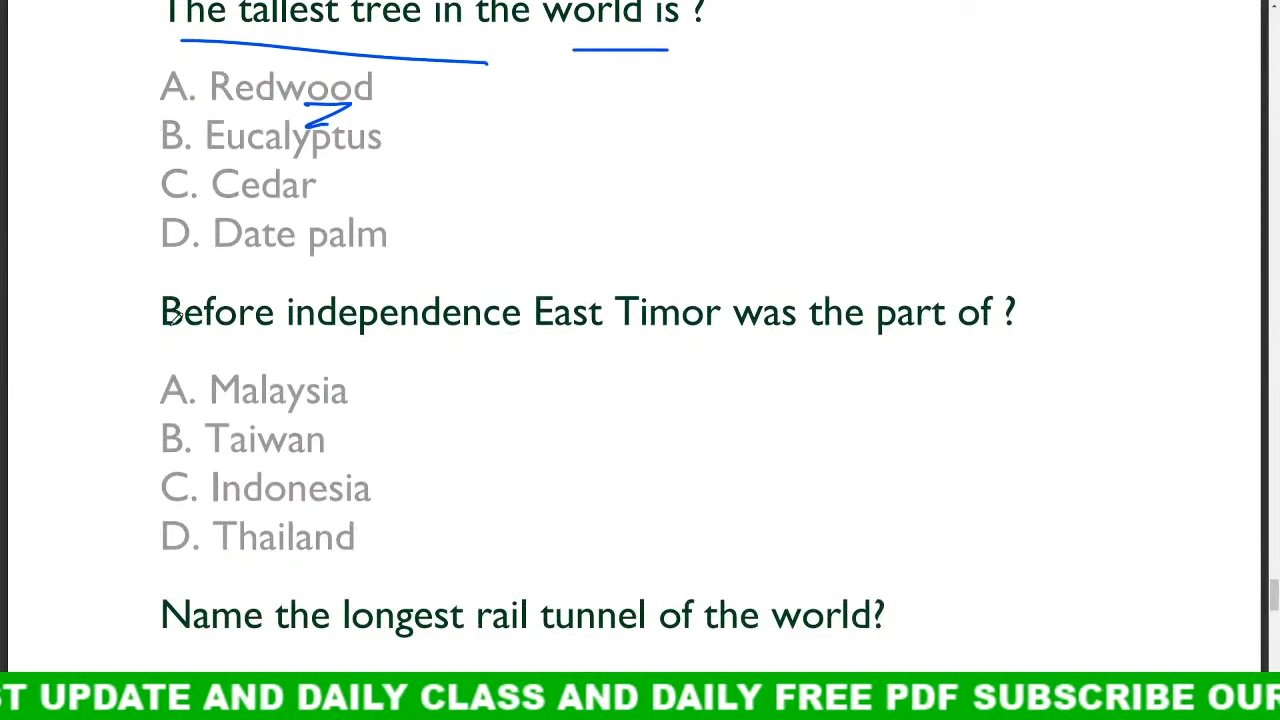 The tallest tree in the world is ?
A. Redwood
B. Eucalyptus
C. Cedar
D. Date palm
Before independence East Timor was the part of ?
A. Malaysia
B. Taiwan
C. Indonesia
D. Thailand
Name the longest rail tunnel of the world?
ST UPDATE AND DAILY CLASS AND DAILY FREE PDF SUBSCRIBE OUR